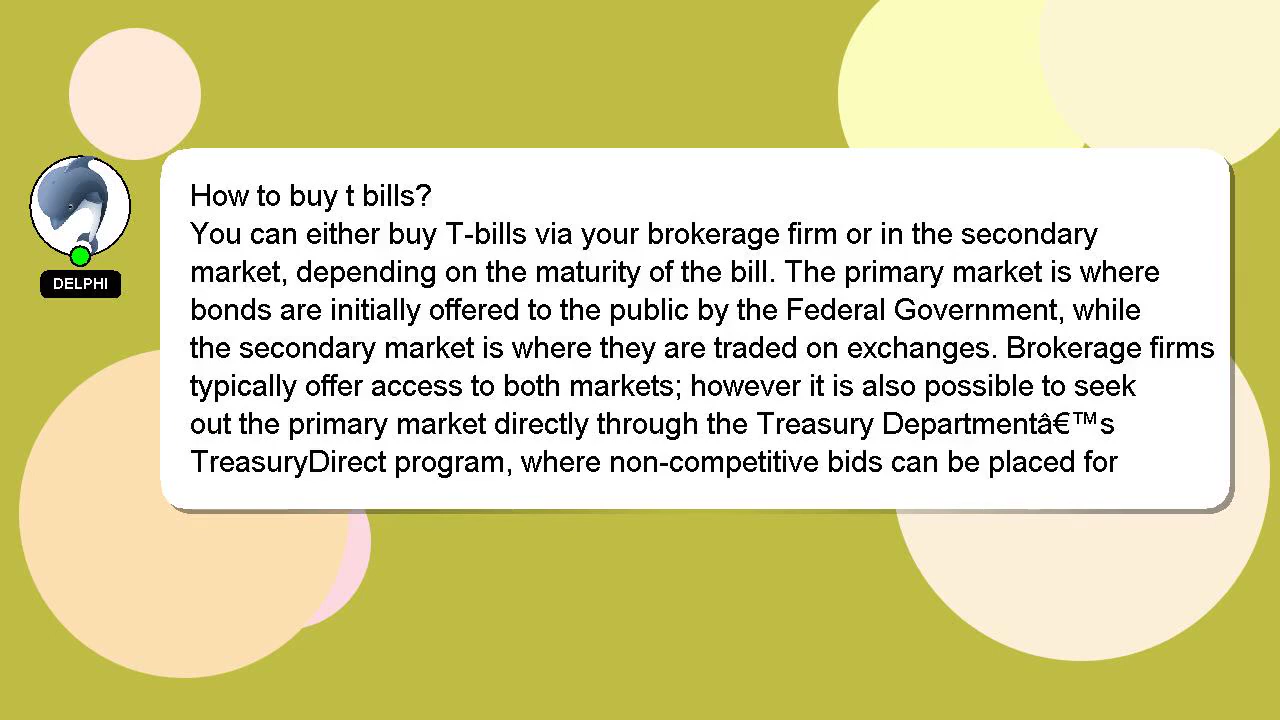 How to buy t bills?
You can either buy T-bills via your brokerage firm or in the secondary
market, depending on the maturity of the bill. The primary market is where
bonds are initially offered to the public by the Federal Government, while
the secondary market is where they are traded on exchanges. Brokerage firms
typically offer access to both markets; however it is also possible to seek
out the primary market directly through the Treasury Departmentâ€™s
TreasuryDirect program, where non-competitive bids can be placed for
DELPHI